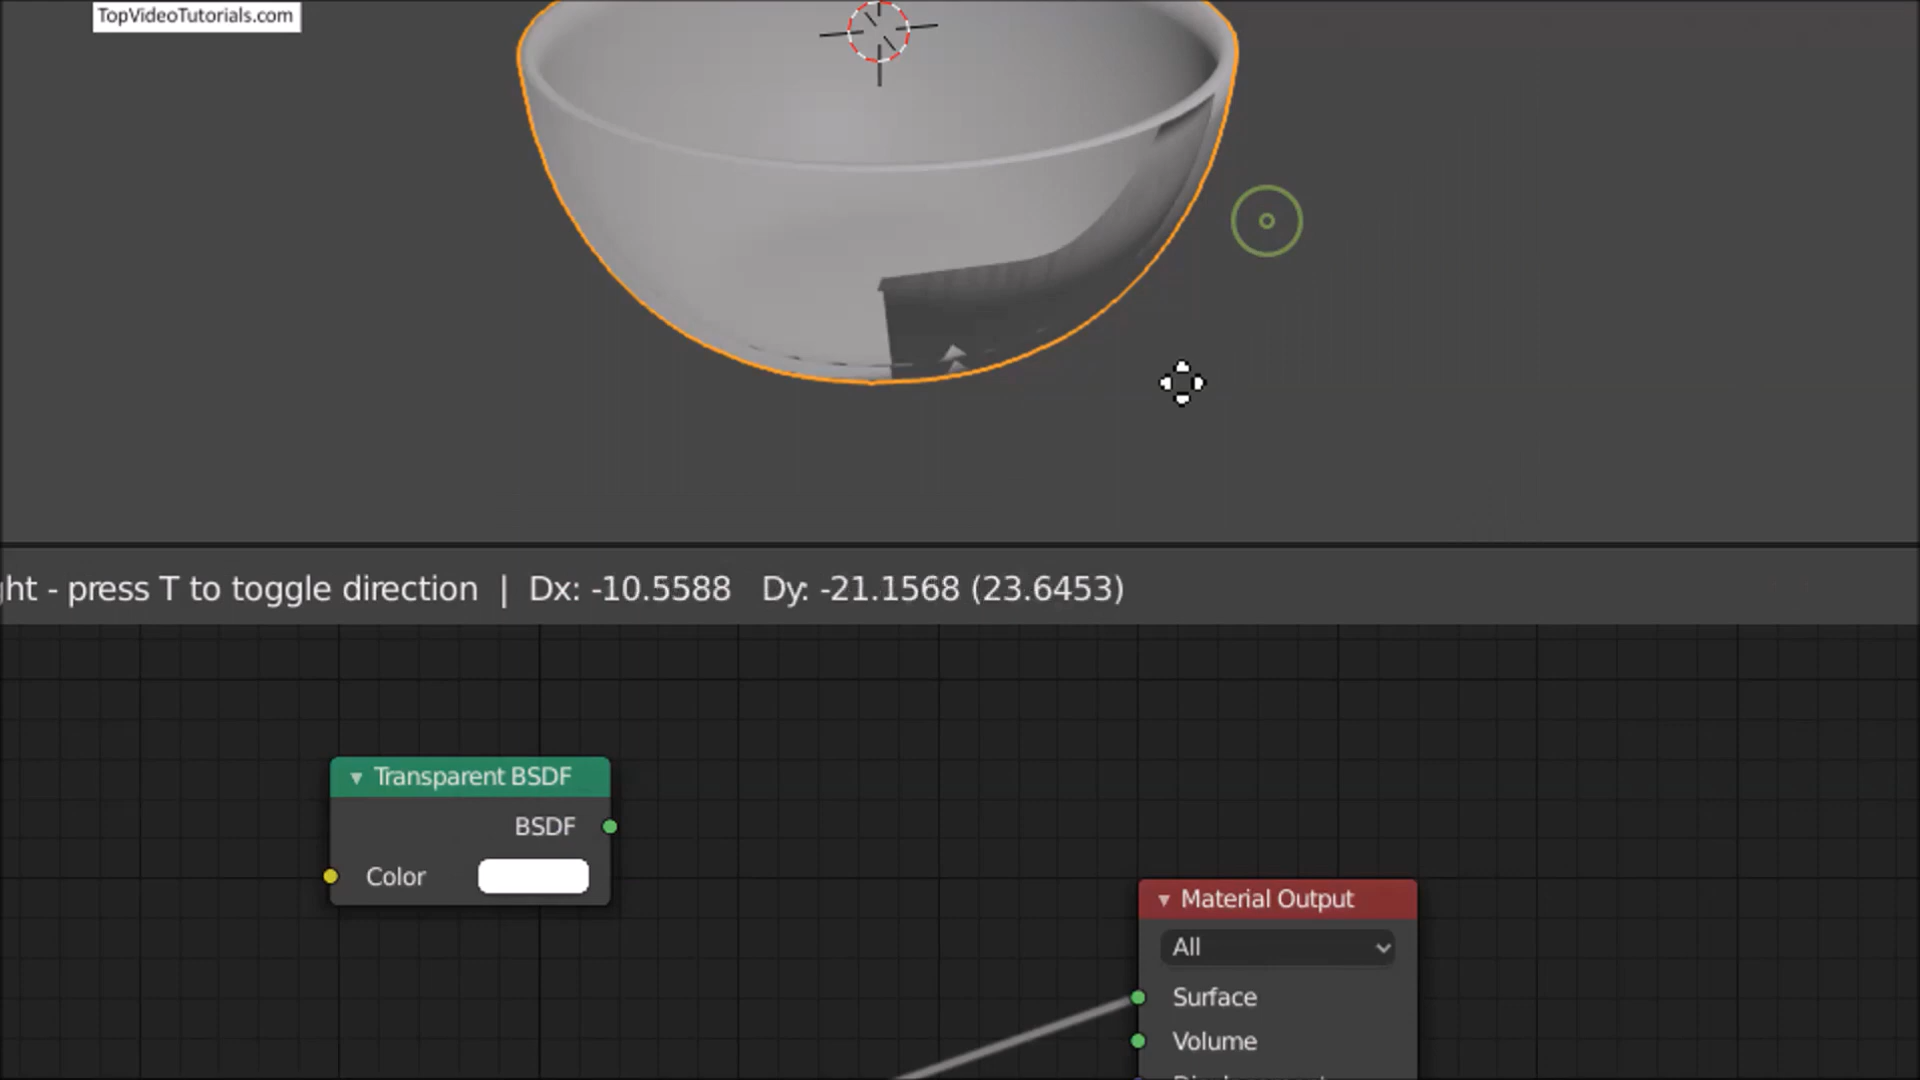 TopVideoTutorials.com
ght - press T to toggle direction | Dx: -10.5588 Dy: -21.1568 (23.6453)
Transparent BSDF
BSDF
Color
Material Output
All
Surface
Volume